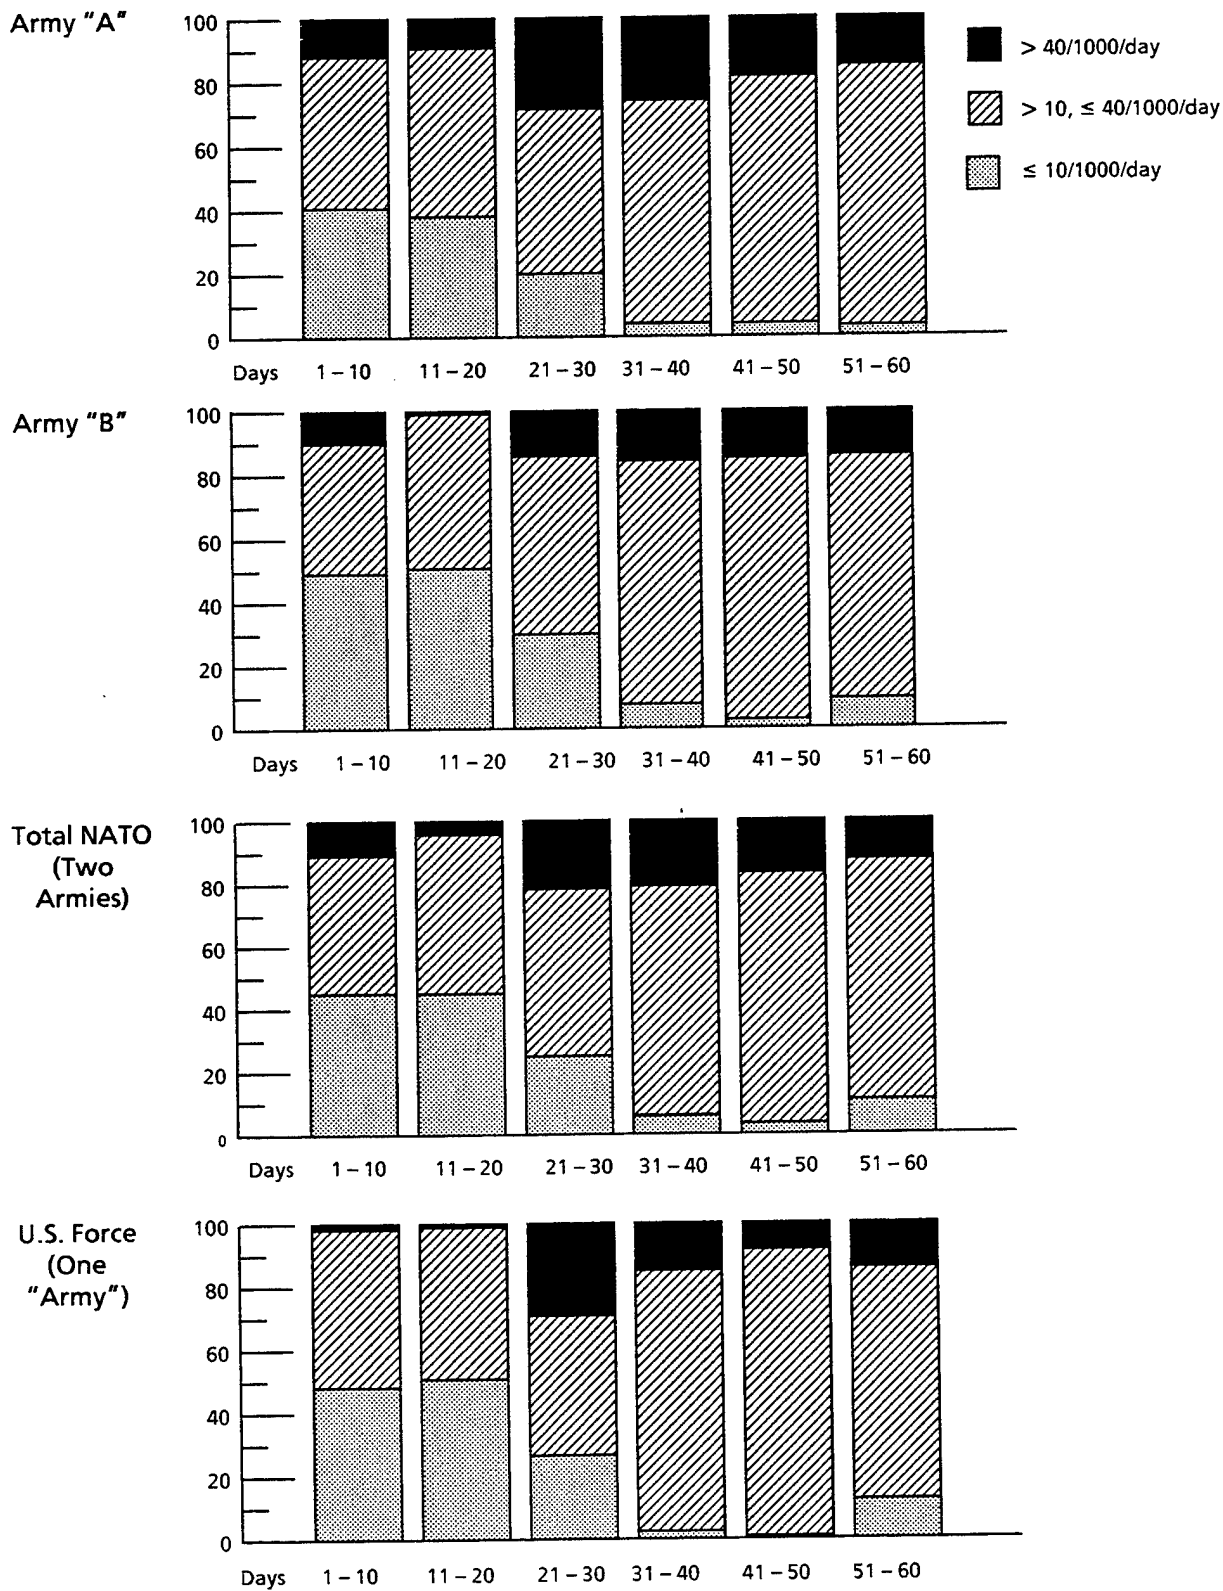 Army "A"
100
80
60
40
20
0
Days 1 – 10 11 – 20 21 – 30 31 – 40 41 – 50 51 – 60
> 40/1000/day
> 10, ≤ 40/1000/day
≤ 10/1000/day
Army "B"
100
80
60
40
20
0
Days 1 – 10 11 – 20 21 – 30 31 – 40 41 – 50 51 – 60
Total NATO
(Two
Armies)
100
80
60
40
20
0
Days 1 – 10 11 – 20 21 – 30 31 – 40 41 – 50 51 – 60
U.S. Force
(One
"Army")
100
80
60
40
20
0
Days 1 – 10 11 – 20 21 – 30 31 – 40 41 – 50 51 – 60